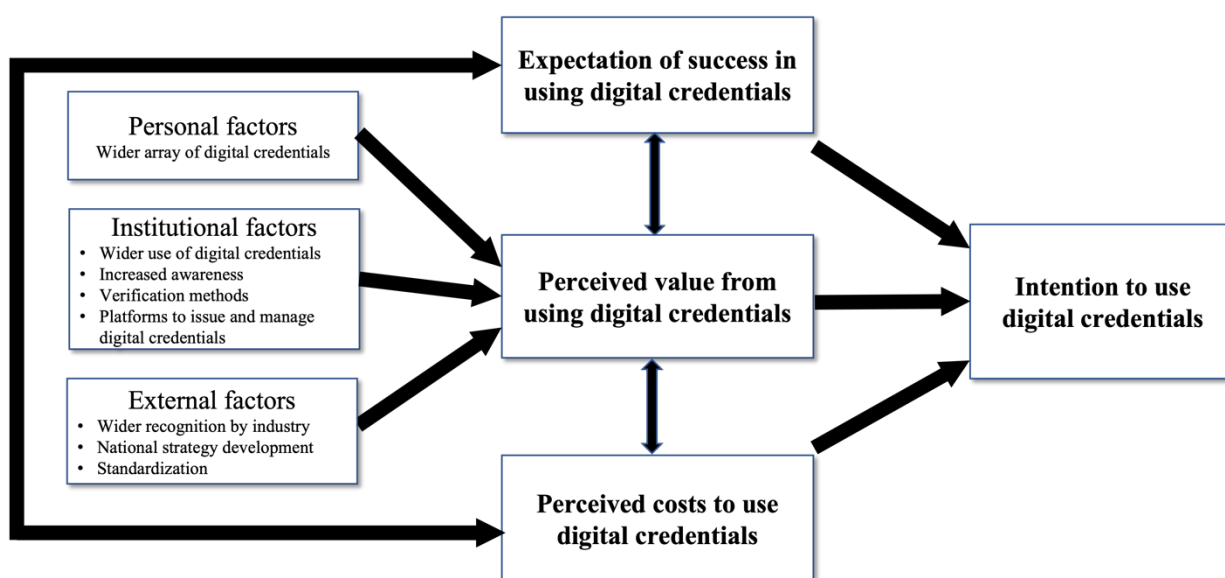 Expectation of success in
using digital credentials
Personal factors
Wider array of digital credentials
Institutional factors
• Wider use of digital credentials
• Increased awareness
• Verification methods
• Platforms to issue and manage
digital credentials
External factors
• Wider recognition by industry
• National strategy development
• Standardization
Perceived value from
using digital credentials
Perceived costs to use
digital credentials
Intention to use
digital credentials